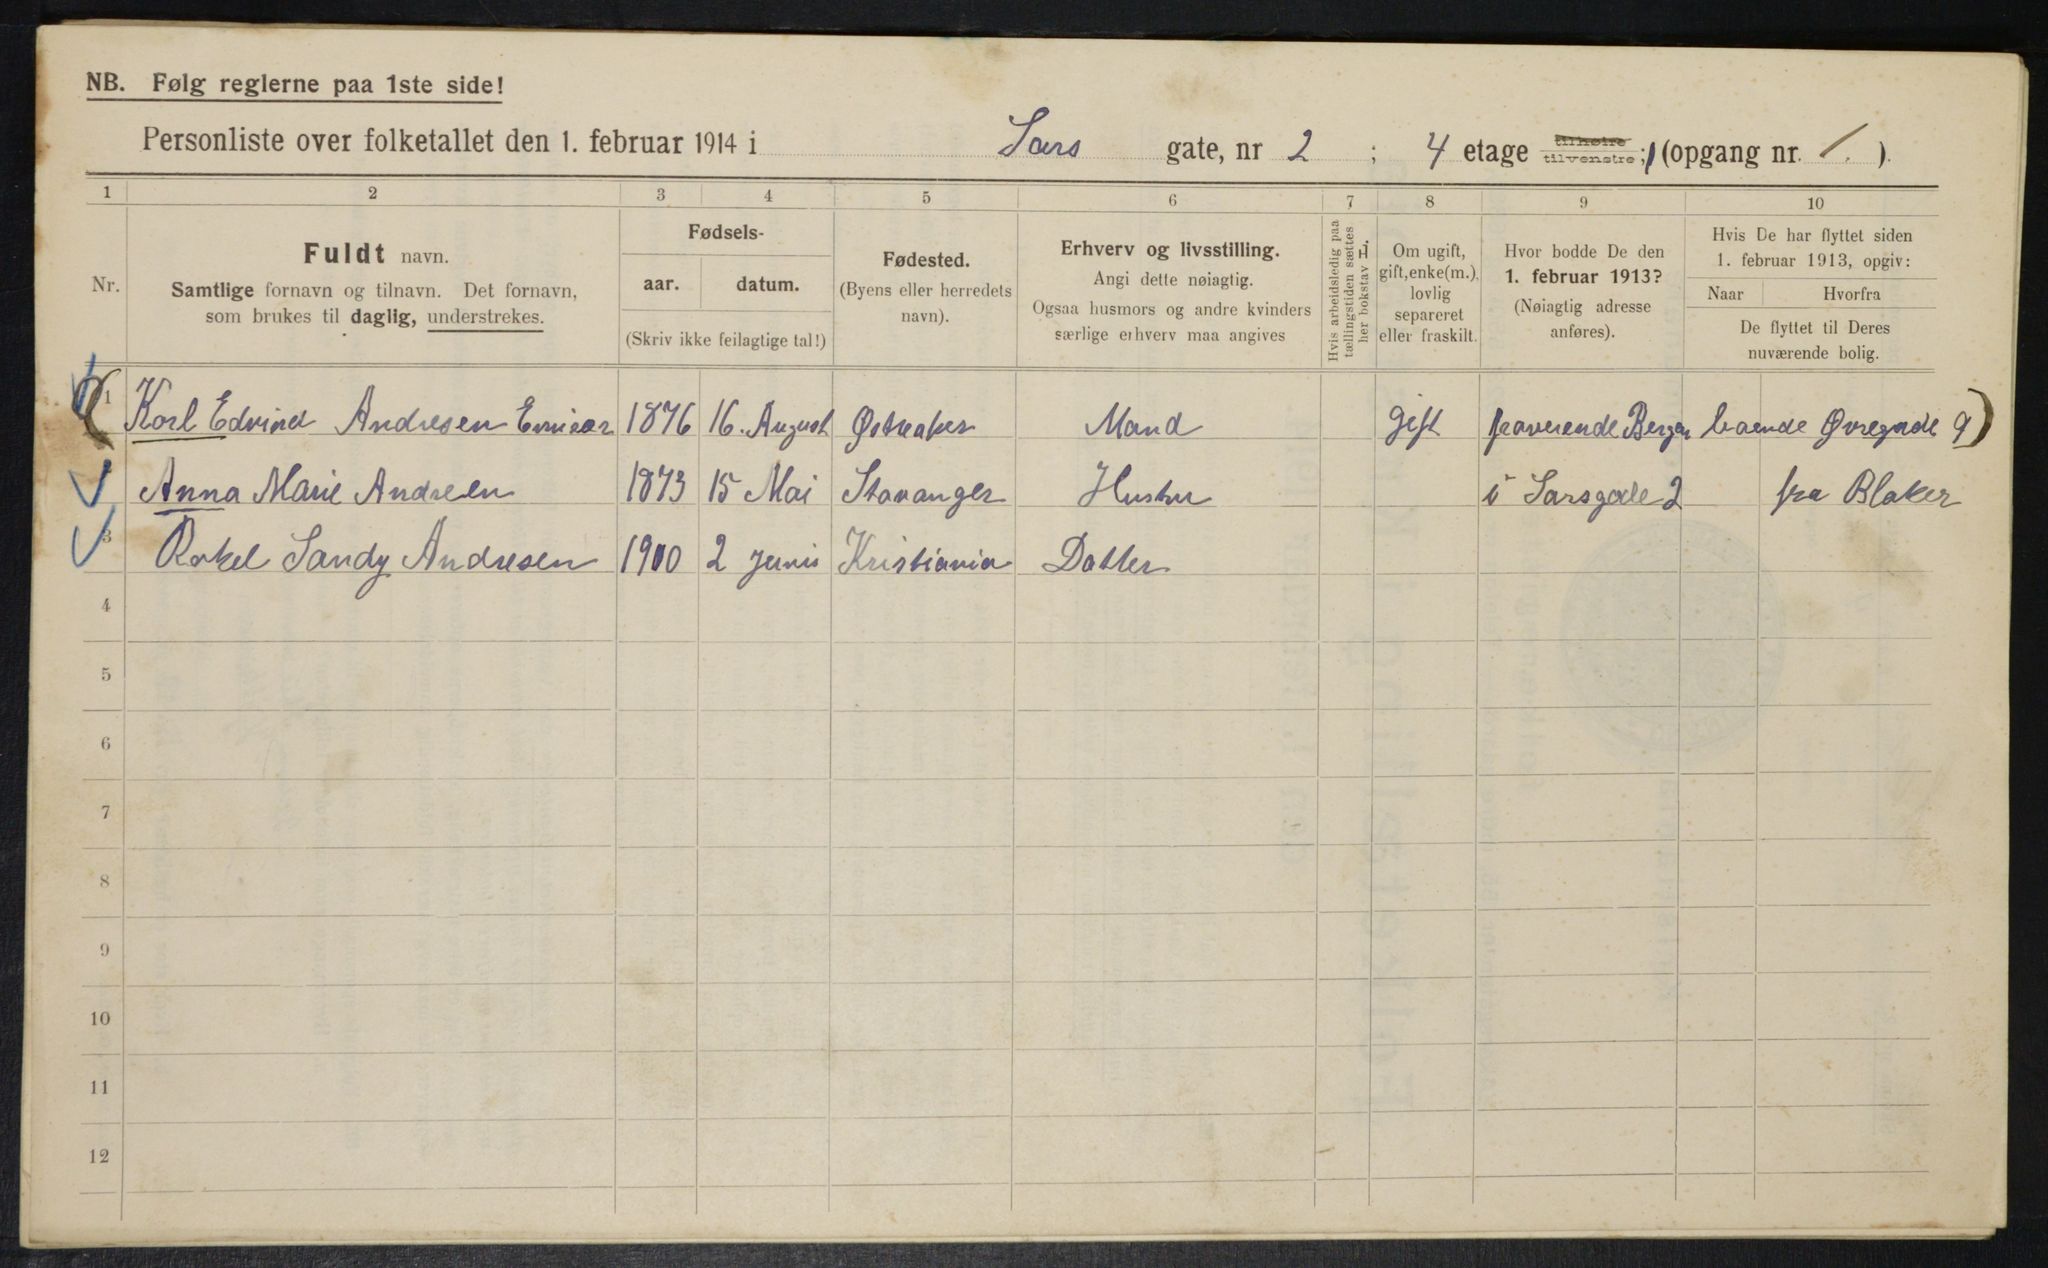 NB. Følg reglerne paa 1ste side!
Personliste over folketallet den 1. februar 1914 i Sars gate, nr 2 ; 4 etage tilhøire tilvenstre ; (opgang nr. 1. ).
1 2 3 4 5 6 7 8 9 10
Nr.
Fuldt navn.
Samtlige fornavn og tilnavn. Det fornavn,
som brukes til daglig, understrekes.
Fødsels-
aar. datum.
(Skriv ikke feilagtige tal!)
Fødested.
(Byens eller herredets
navn).
Erhverv og livsstilling.
Angi dette nøiagtig.
Ogsaa husmors og andre kvinders
særlige erhverv maa angives
Hvis arbeidsledig paa
tællingstiden sættes
her bokstav L.
Om ugift,
gift, enke(m.),
lovlig
separeret
eller fraskilt.
Hvor bodde De den
1. februar 1913?
(Nøiagtig adresse
anføres).
Hvis De har flyttet siden
1. februar 1913, opgiv:
Naar Hvorfra
De flyttet til Deres
nuværende bolig.
1 Karl Edvind Andresen 1876 16. August Østreaker Mand gift fraverende Bergen boende Øvregade 9
Anna Marie Andresen 1873 15 Mai Stavanger Hustru i Sarsgade 2 fra Blaker
3 Rakel Sandy Andresen 1900 2 Juni Kristiania Datter
4
5
6
7
8
9
10
11
12